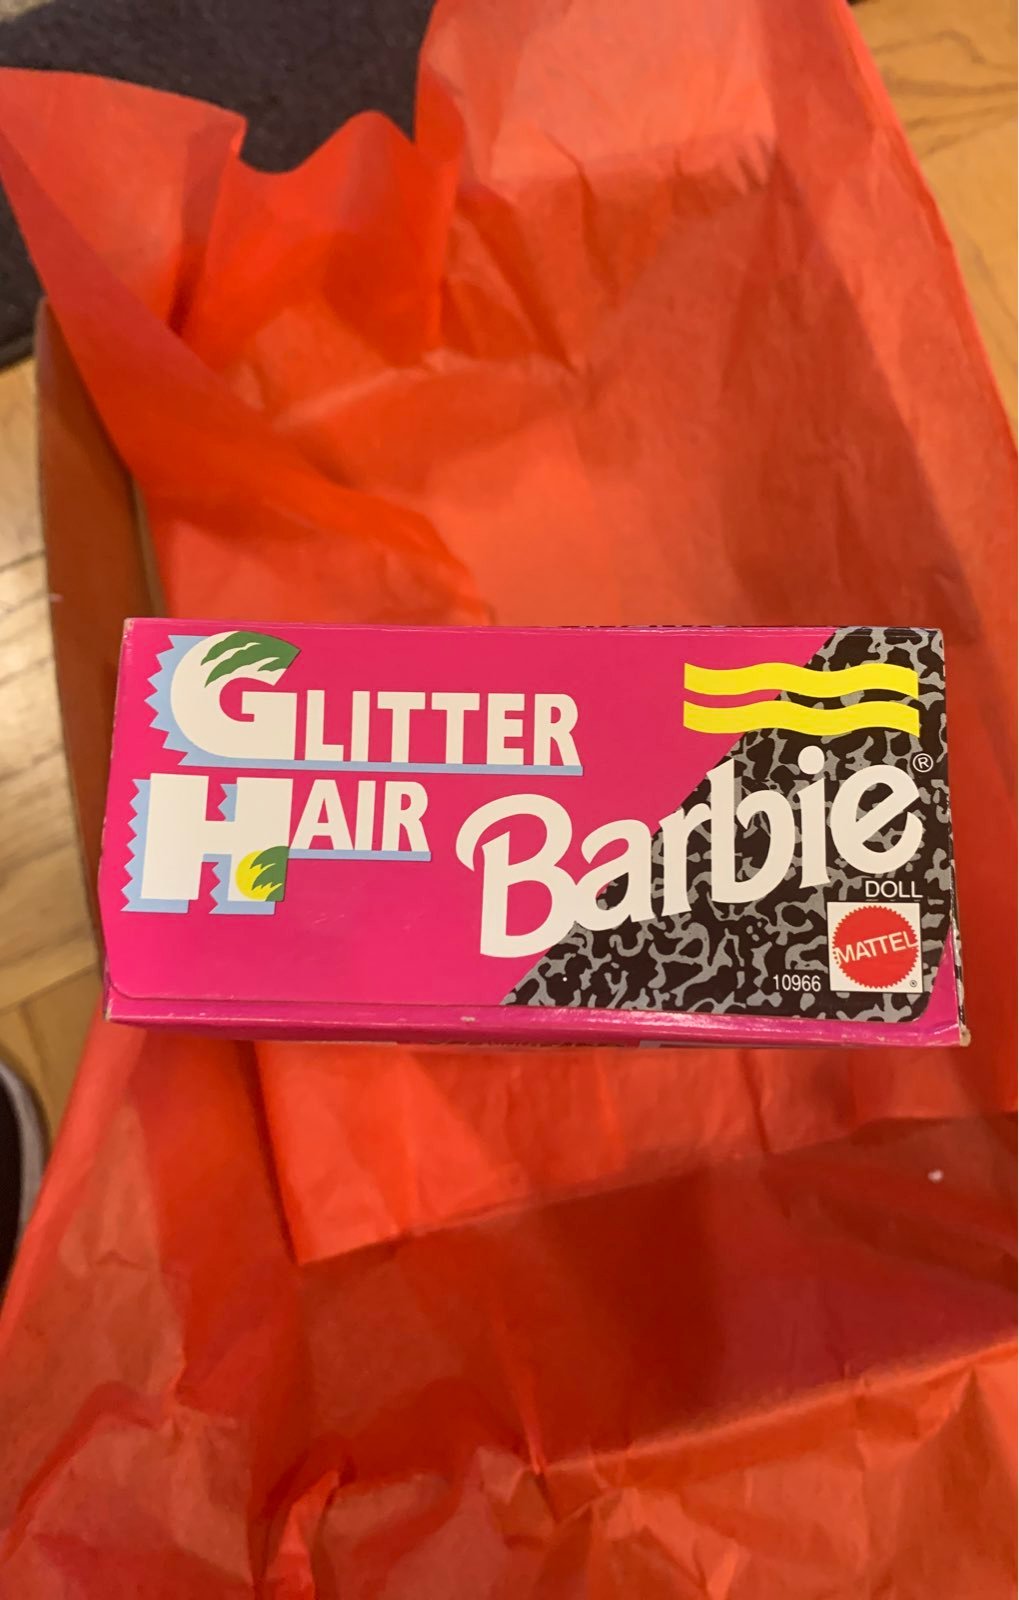 GLITTER
HAIR
Barbie®
DOLL
MATTEL
®
10966